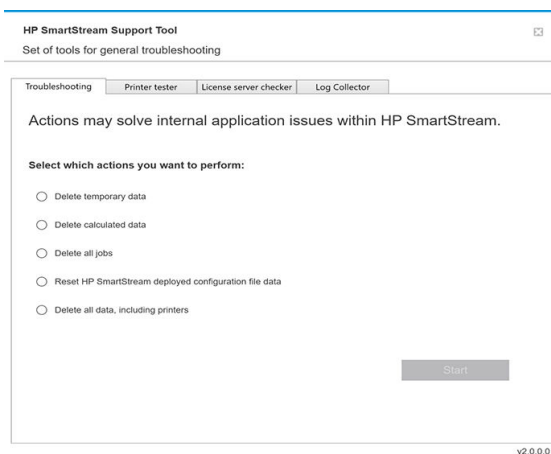 HP SmartStream Support Tool
Set of tools for general troubleshooting
Troubleshooting
Printer tester
License server checker
Log Collector
Actions may solve internal application issues within HP SmartStream.
Select which actions you want to perform:
Delete temporary data
Delete calculated data
Delete all jobs
Reset HP SmartStream deployed configuration file data
Delete all data, including printers
Start
v2.0.0.0